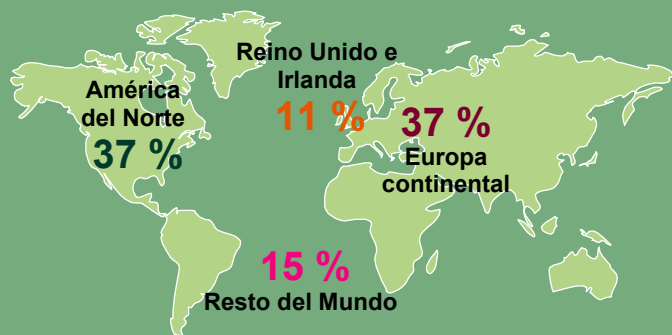 América
del Norte
37 %
Reino Unido e
Irlanda
11 %
37 %
Europa
continental
15 %
Resto del Mundo